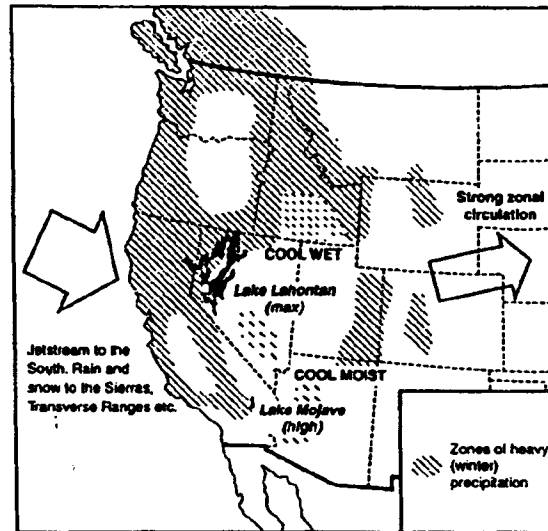 Strong zonal
circulation
COOL WET
Lake Lahontan
(max)
Jetstream to the
South. Rain and
snow to the Sierras,
Transverse Ranges etc.
COOL MOIST
Lake Mojave
(high)
Zones of heavy
(winter)
precipitation